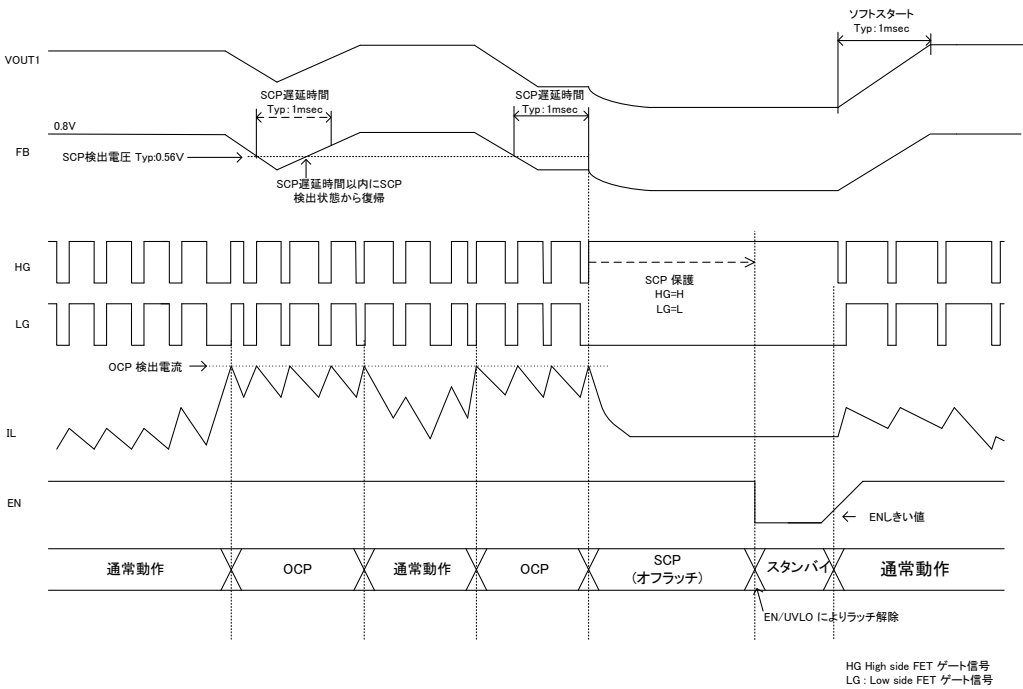 ソフトスタート
Typ:1msec
VOUT1
SCP遅延時間
Typ:1msec
SCP遅延時間
Typ:1msec
0.8V
FB
SCP検出電圧 Typ:0.56V
SCP遅延時間以内にSCP
検出状態から復帰
HG
SCP 保護
HG=H
LG=L
LG
OCP 検出電流
IL
EN
ENしきい値
通常動作
OCP
通常動作
OCP
SCP
(オフラッチ)
スタンバイ
通常動作
EN/UVLO によりラッチ解除
HG High side FET ゲート信号
LG : Low side FET ゲート信号